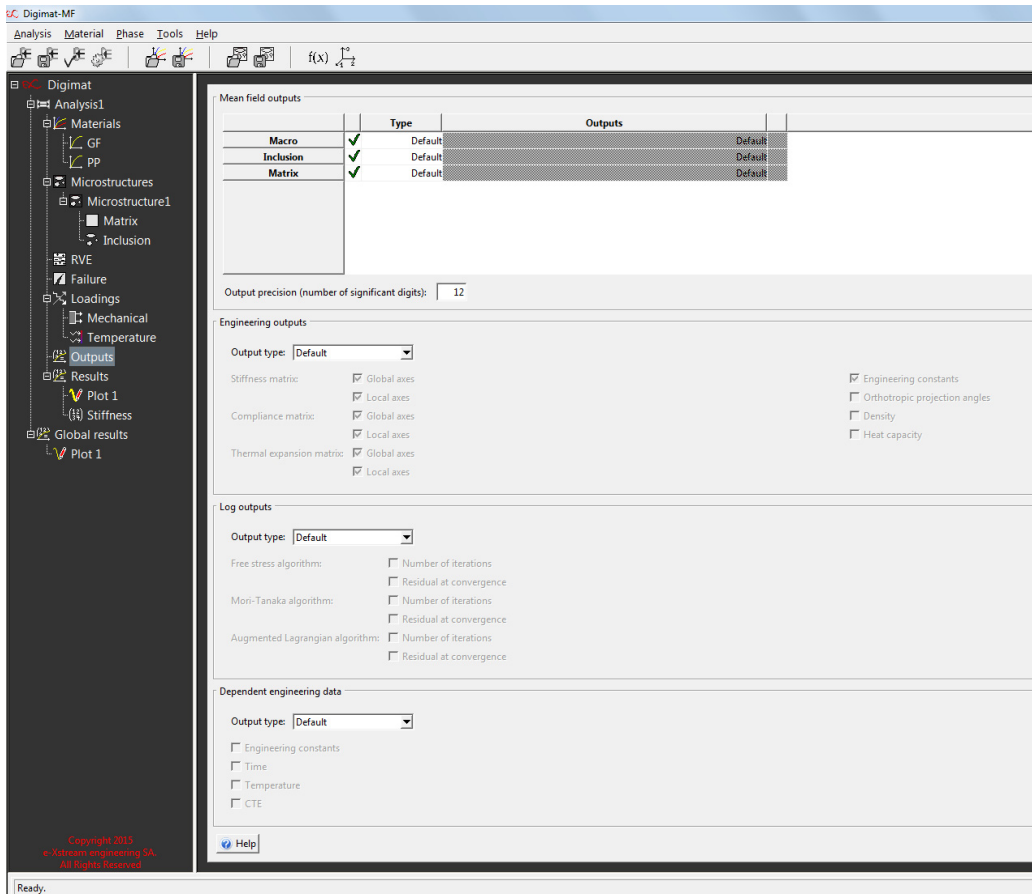 Digimat-MF
Analysis Material Phase Tools Help
f(x)
Digimat
Analysis1
Materials
GF
PP
Microstructures
Microstructure1
Matrix
Inclusion
RVE
Failure
Loadings
Mechanical
Temperature
Outputs
Results
Plot 1
Stiffness
Global results
Plot 1
Copyright 2015
e-Xstream engineering SA.
All Rights Reserved
Mean field outputs
Type Outputs
Macro Default Default
Inclusion Default Default
Matrix Default Default
Output precision (number of significant digits): 12
Engineering outputs
Output type: Default
Stiffness matrix: Global axes Engineering constants
Local axes Orthotropic projection angles
Compliance matrix: Global axes Density
Local axes Heat capacity
Thermal expansion matrix: Global axes
Local axes
Log outputs
Output type: Default
Free stress algorithm: Number of iterations
Residual at convergence
Mori-Tanaka algorithm: Number of iterations
Residual at convergence
Augmented Lagrangian algorithm: Number of iterations
Residual at convergence
Dependent engineering data
Output type: Default
Engineering constants
Time
Temperature
CTE
Help
Ready.